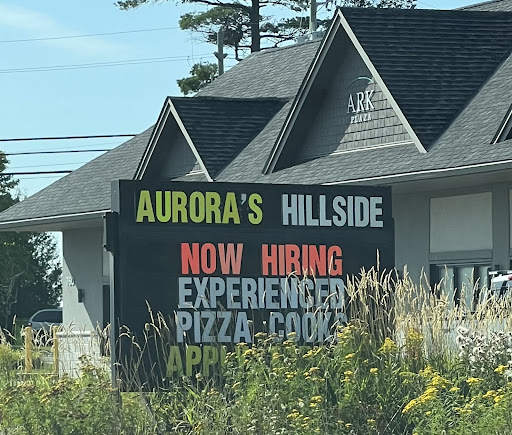 ARK
PLAZA
AURORA'S HILLSIDE
NOW HIRING
EXPERIENCED
PIZZA COOKS